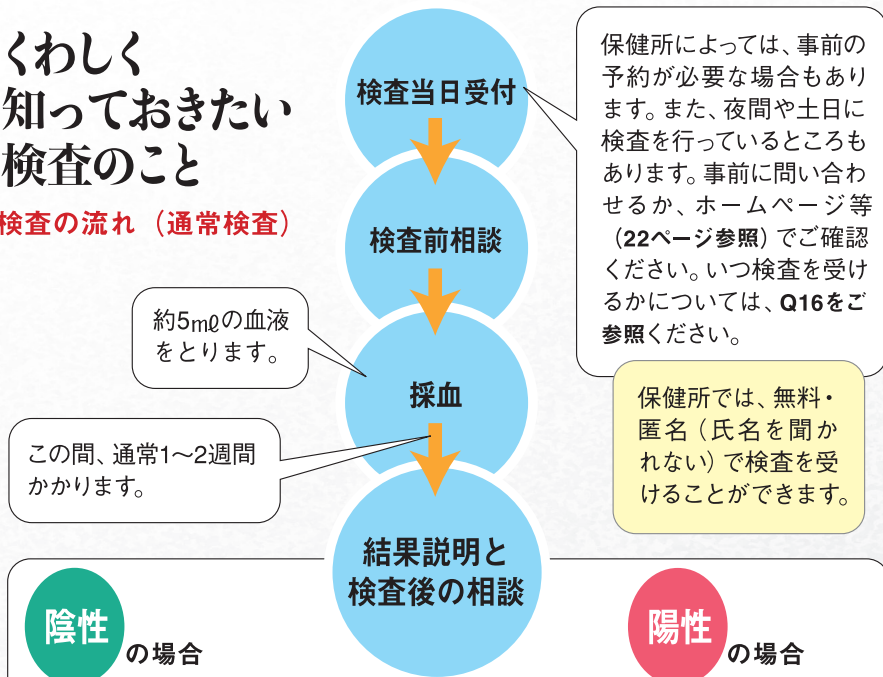 くわしく
知っておきたい
検査のこと
検査の流れ（通常検査）
検査当日受付
保健所によっては、事前の
予約が必要な場合もあり
ます。また、夜間や土日に
検査を行っているところも
あります。事前に問い合わ
せるか、ホームページ等
（22ページ参照）でご確認
ください。いつ検査を受け
るかについては、Q16をご
参照ください。
検査前相談
約5mℓの血液
をとります。
採血
保健所では、無料・
匿名（氏名を聞か
れない）で検査を受
けることができます。
この間、通常1〜2週間
かかります。
結果説明と
検査後の相談
陰性の場合
陽性の場合